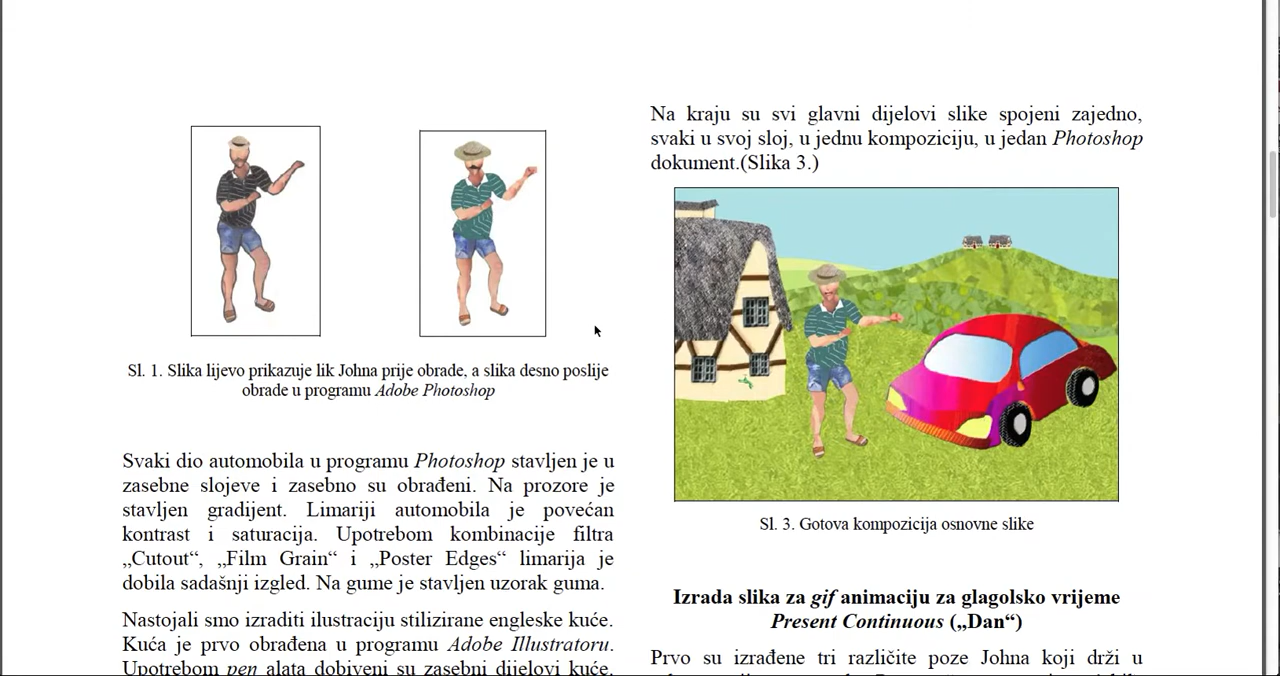 Sl. 1. Slika lijevo prikazuje lik Johna prije obrade, a slika desno poslije
obrade u programu Adobe Photoshop
Svaki dio automobila u programu Photoshop stavljen je u
zasebne slojeve i zasebno su obrađeni. Na prozore je
stavljen gradijent. Limariji automobila je povećan
kontrast i saturacija. Upotrebom kombinacije filtra
„Cutout“, „Film Grain“ i „Poster Edges“ limarija je
dobila sadašnji izgled. Na gume je stavljen uzorak guma.
Nastojali smo izraditi ilustraciju stilizirane engleske kuće.
Kuća je prvo obrađena u programu Adobe Illustratoru.
Upotrebom pen alata dobiveni su zasebni dijelovi kuće.
Na kraju su svi glavni dijelovi slike spojeni zajedno,
svaki u svoj sloj, u jednu kompoziciju, u jedan Photoshop
dokument.(Slika 3.)
Sl. 3. Gotova kompozicija osnovne slike
Izrada slika za gif animaciju za glagolsko vrijeme
Present Continuous („Dan“)
Prvo su izrađene tri različite poze Johna koji drži u